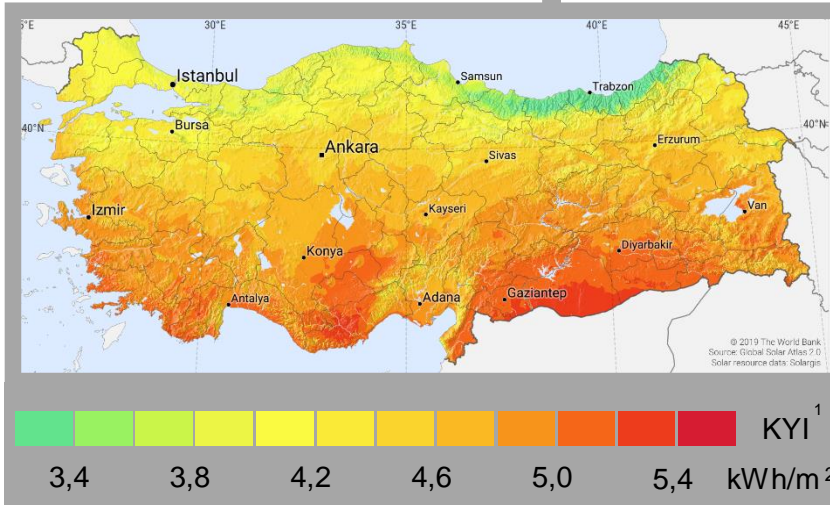 5°E 30°E 35°E 40°E 45°E
Samsun
Istanbul
Trabzon
Bursa
40°N
40°N
Ankara
Erzurum
Sivas
Izmir
Kayseri
Van
Konya
Diyarbakir
Antalya
Adana
Gaziantep
© 2019 The World Bank
Source: Global Solar Atlas 2.0
Solar resource data: Solargis
KYI 1
3,4 3,8 4,2 4,6 5,0 5,4 kWh/m²